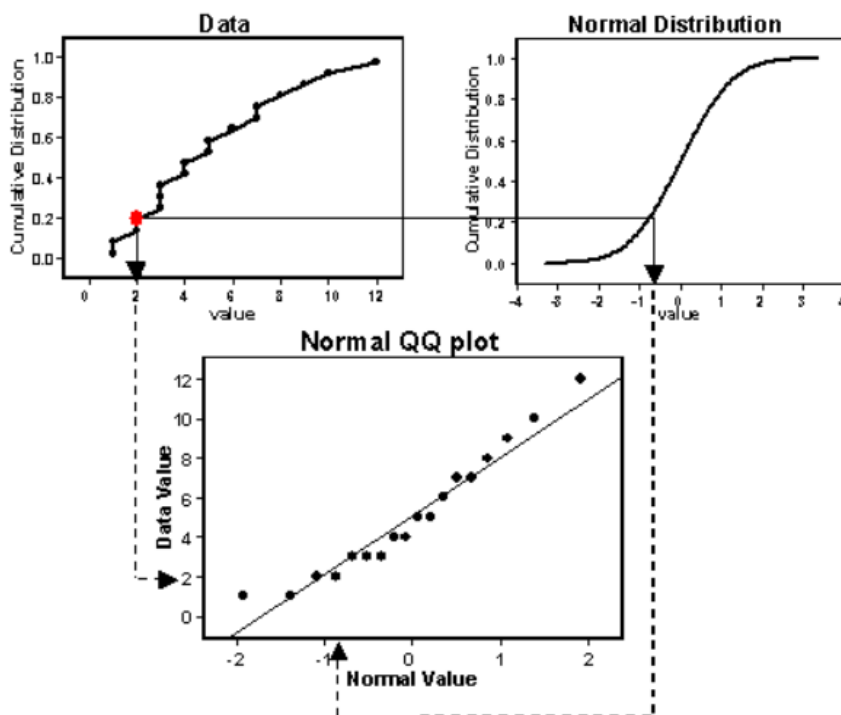 Data
Cumulative Distribution
1.0
0.8
0.6
0.4
0.2
0.0
0 2 4 6 8 10 12
value
Normal Distribution
Cumulative Distribution
1.0
0.8
0.6
0.4
0.2
0.0
-4 -3 -2 -1 0 1 2 3 4
value
Normal QQ plot
Data Value
12
10
8
6
4
2
0
-2 -1 0 1 2
Normal Value